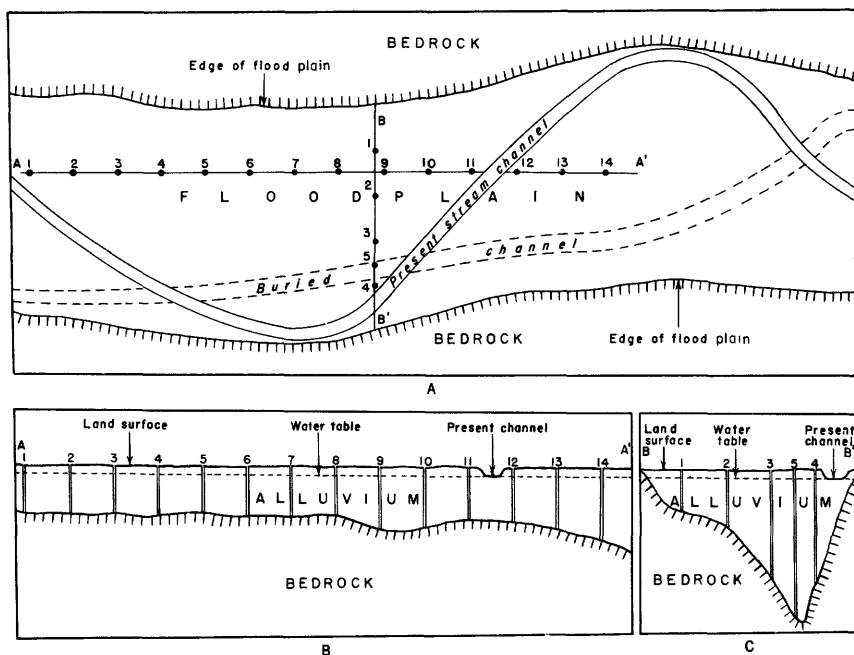 BEDROCK
Edge of flood plain
B
A 1 2 3 4 5 6 7 8 9 10 11 12 13 14 A'
1
F L O O D P L A I N
2
Present stream channel
3
5
4
Buried channel
B'
BEDROCK
Edge of flood plain
A
Land surface
Water table
Present channel
A A'
1 2 3 4 5 6 7 8 9 10 11 12 13 14
A L L U V I U M
BEDROCK
B
Land surface
Water table
Present channel
B B'
1 2 3 5 4
A L L U V I U M
BEDROCK
C